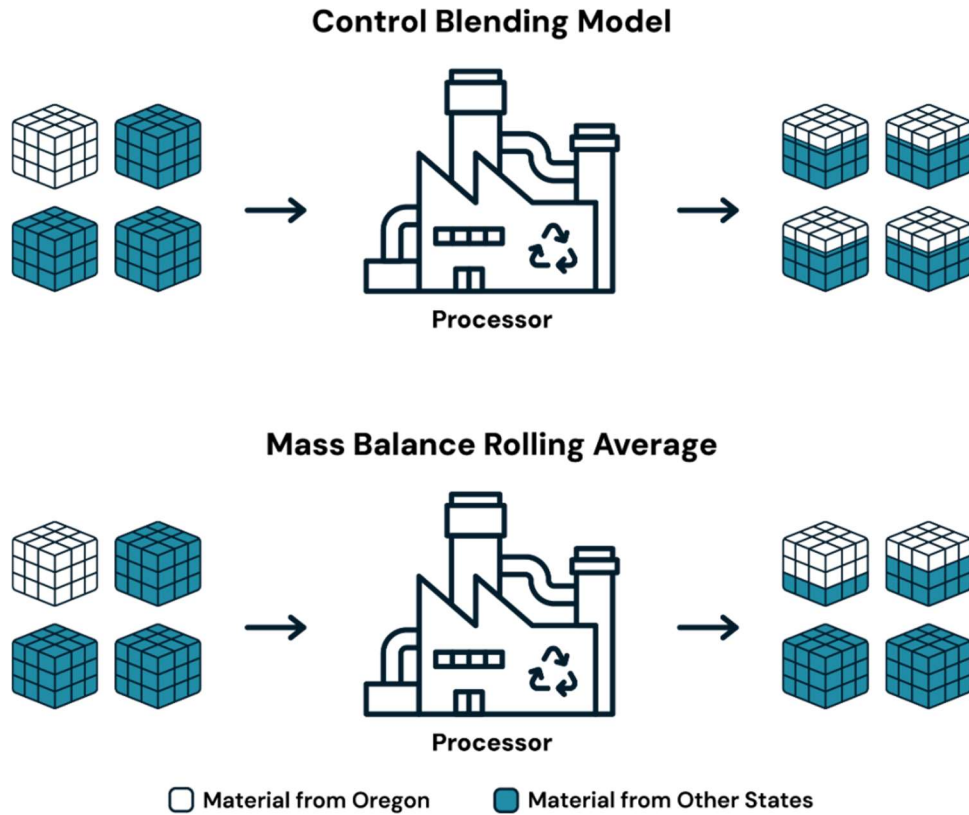 Control Blending Model
Processor
Mass Balance Rolling Average
Processor
Material from Oregon
Material from Other States